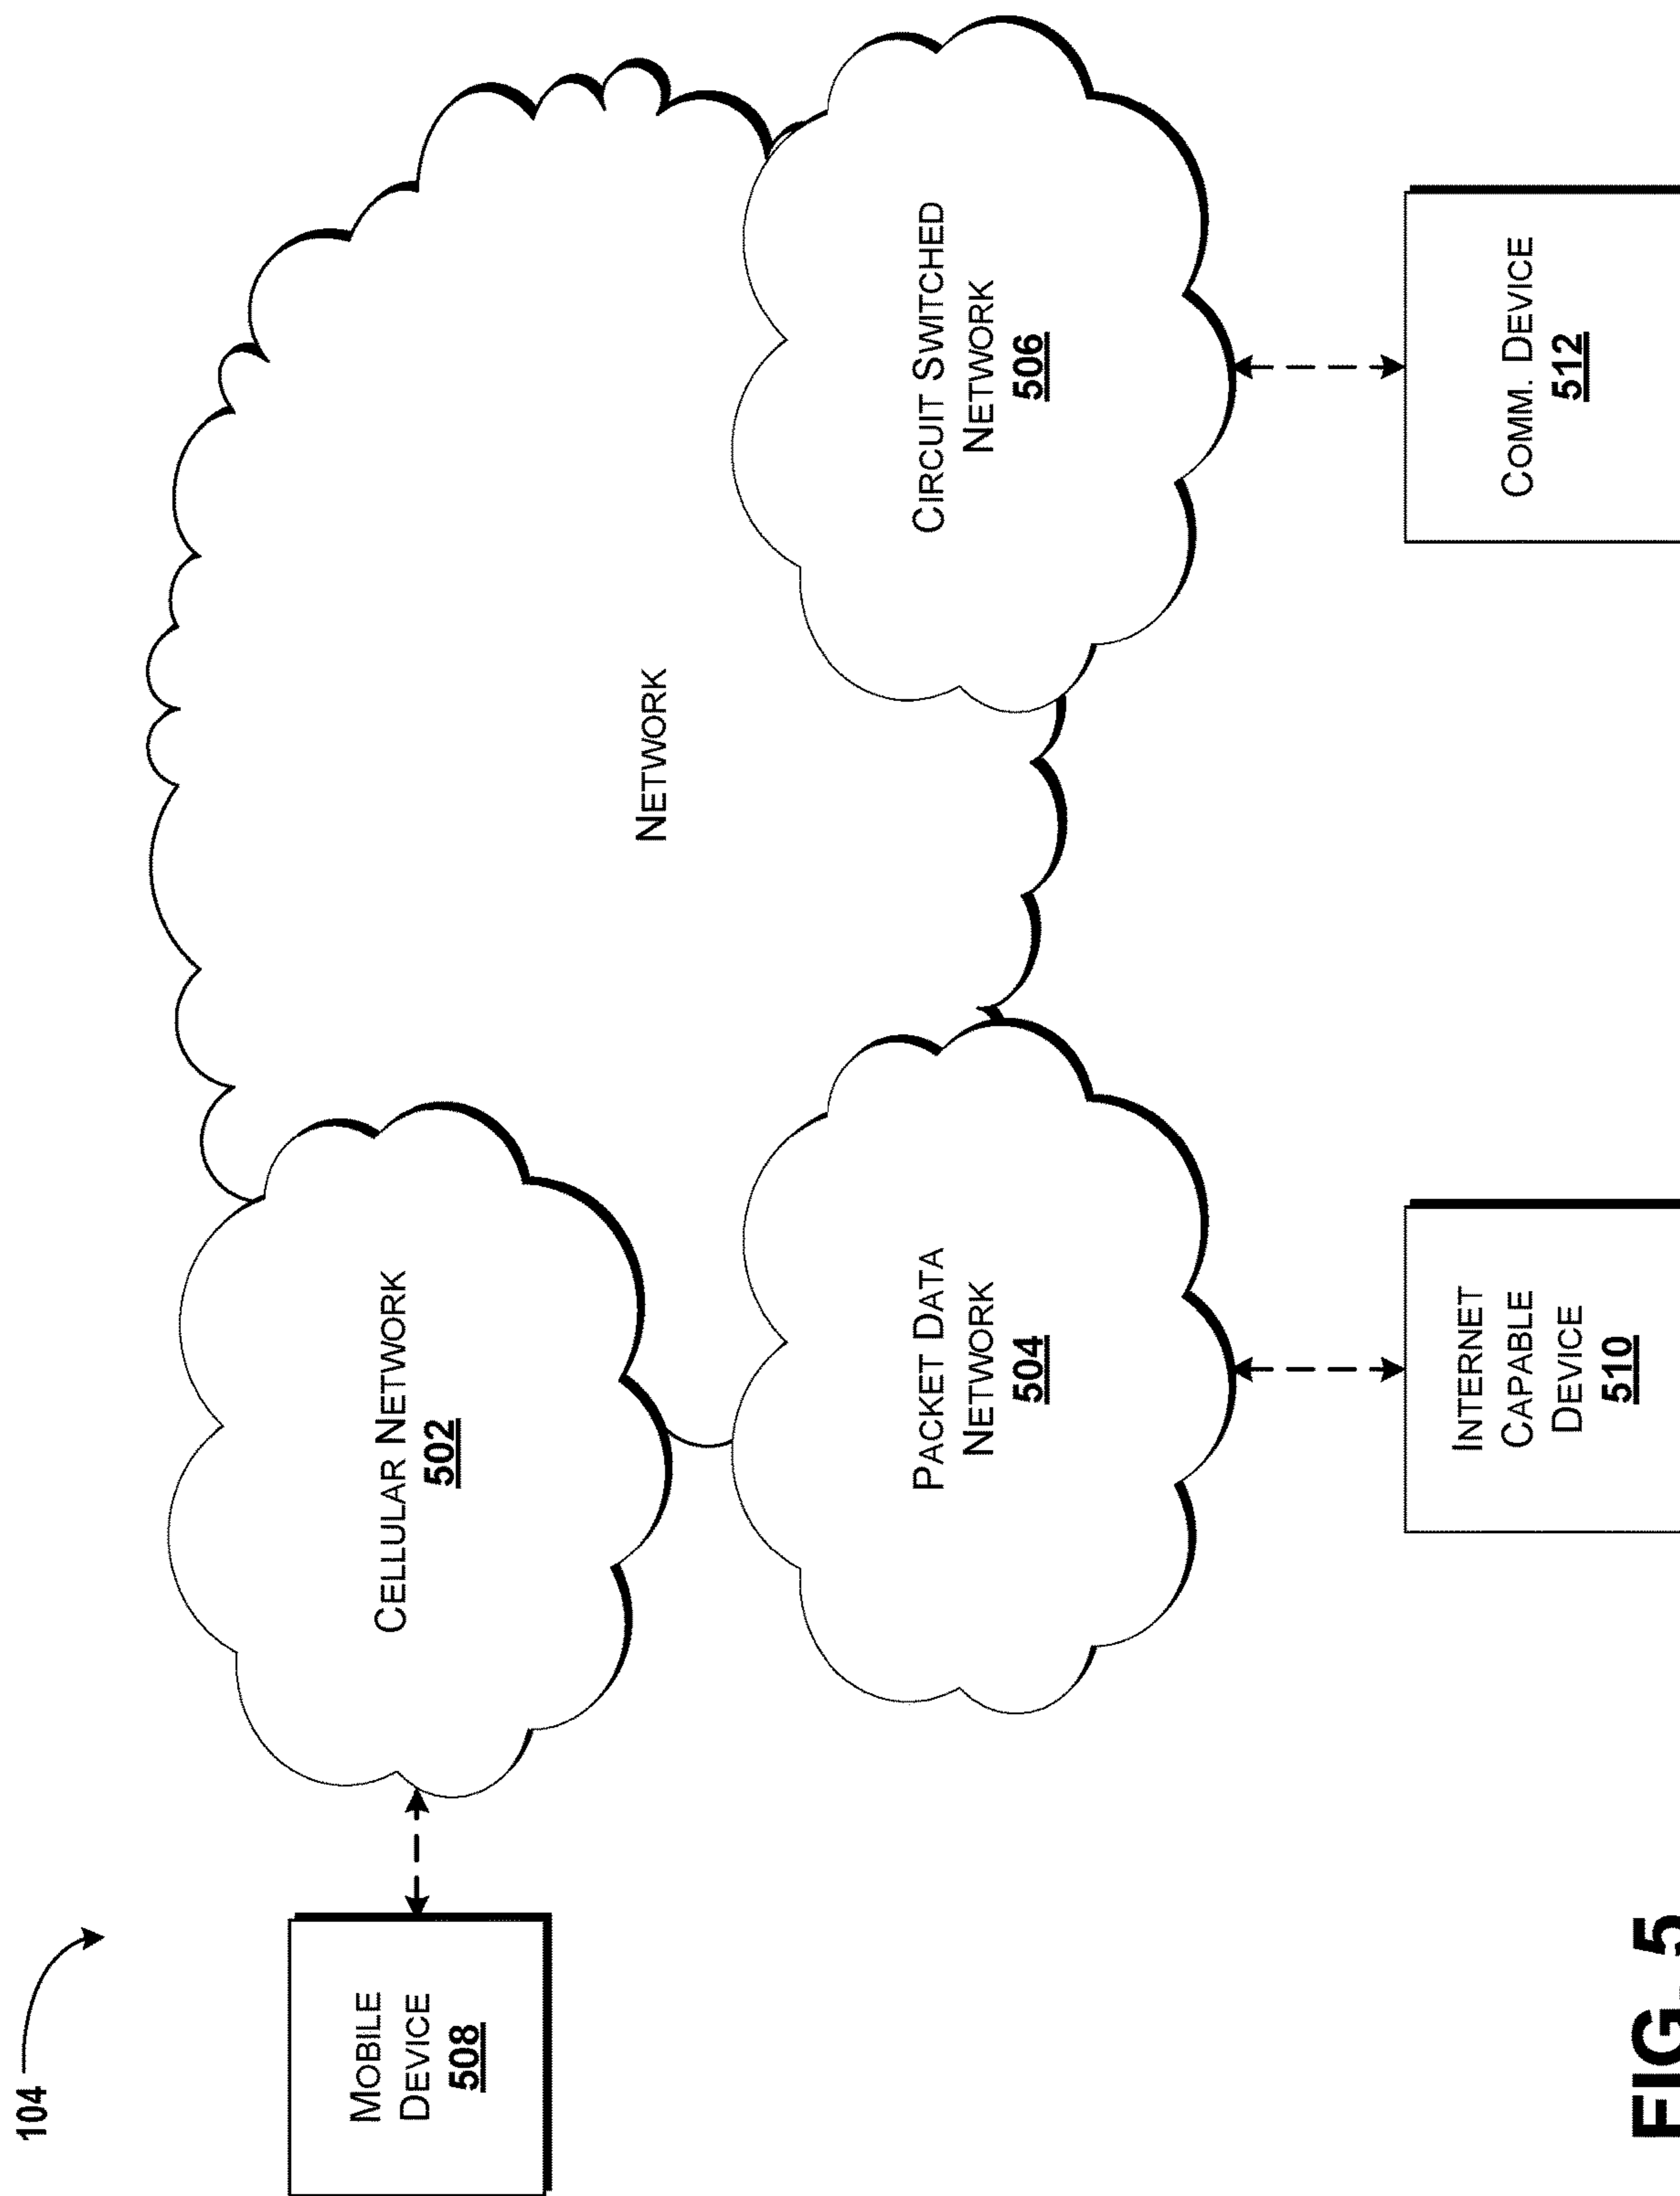 104
MOBILE
DEVICE
508
CELLULAR NETWORK
502
NETWORK
PACKET DATA
NETWORK
504
CIRCUIT SWITCHED
NETWORK
506
INTERNET
CAPABLE
DEVICE
510
COMM. DEVICE
512
FIG. 5